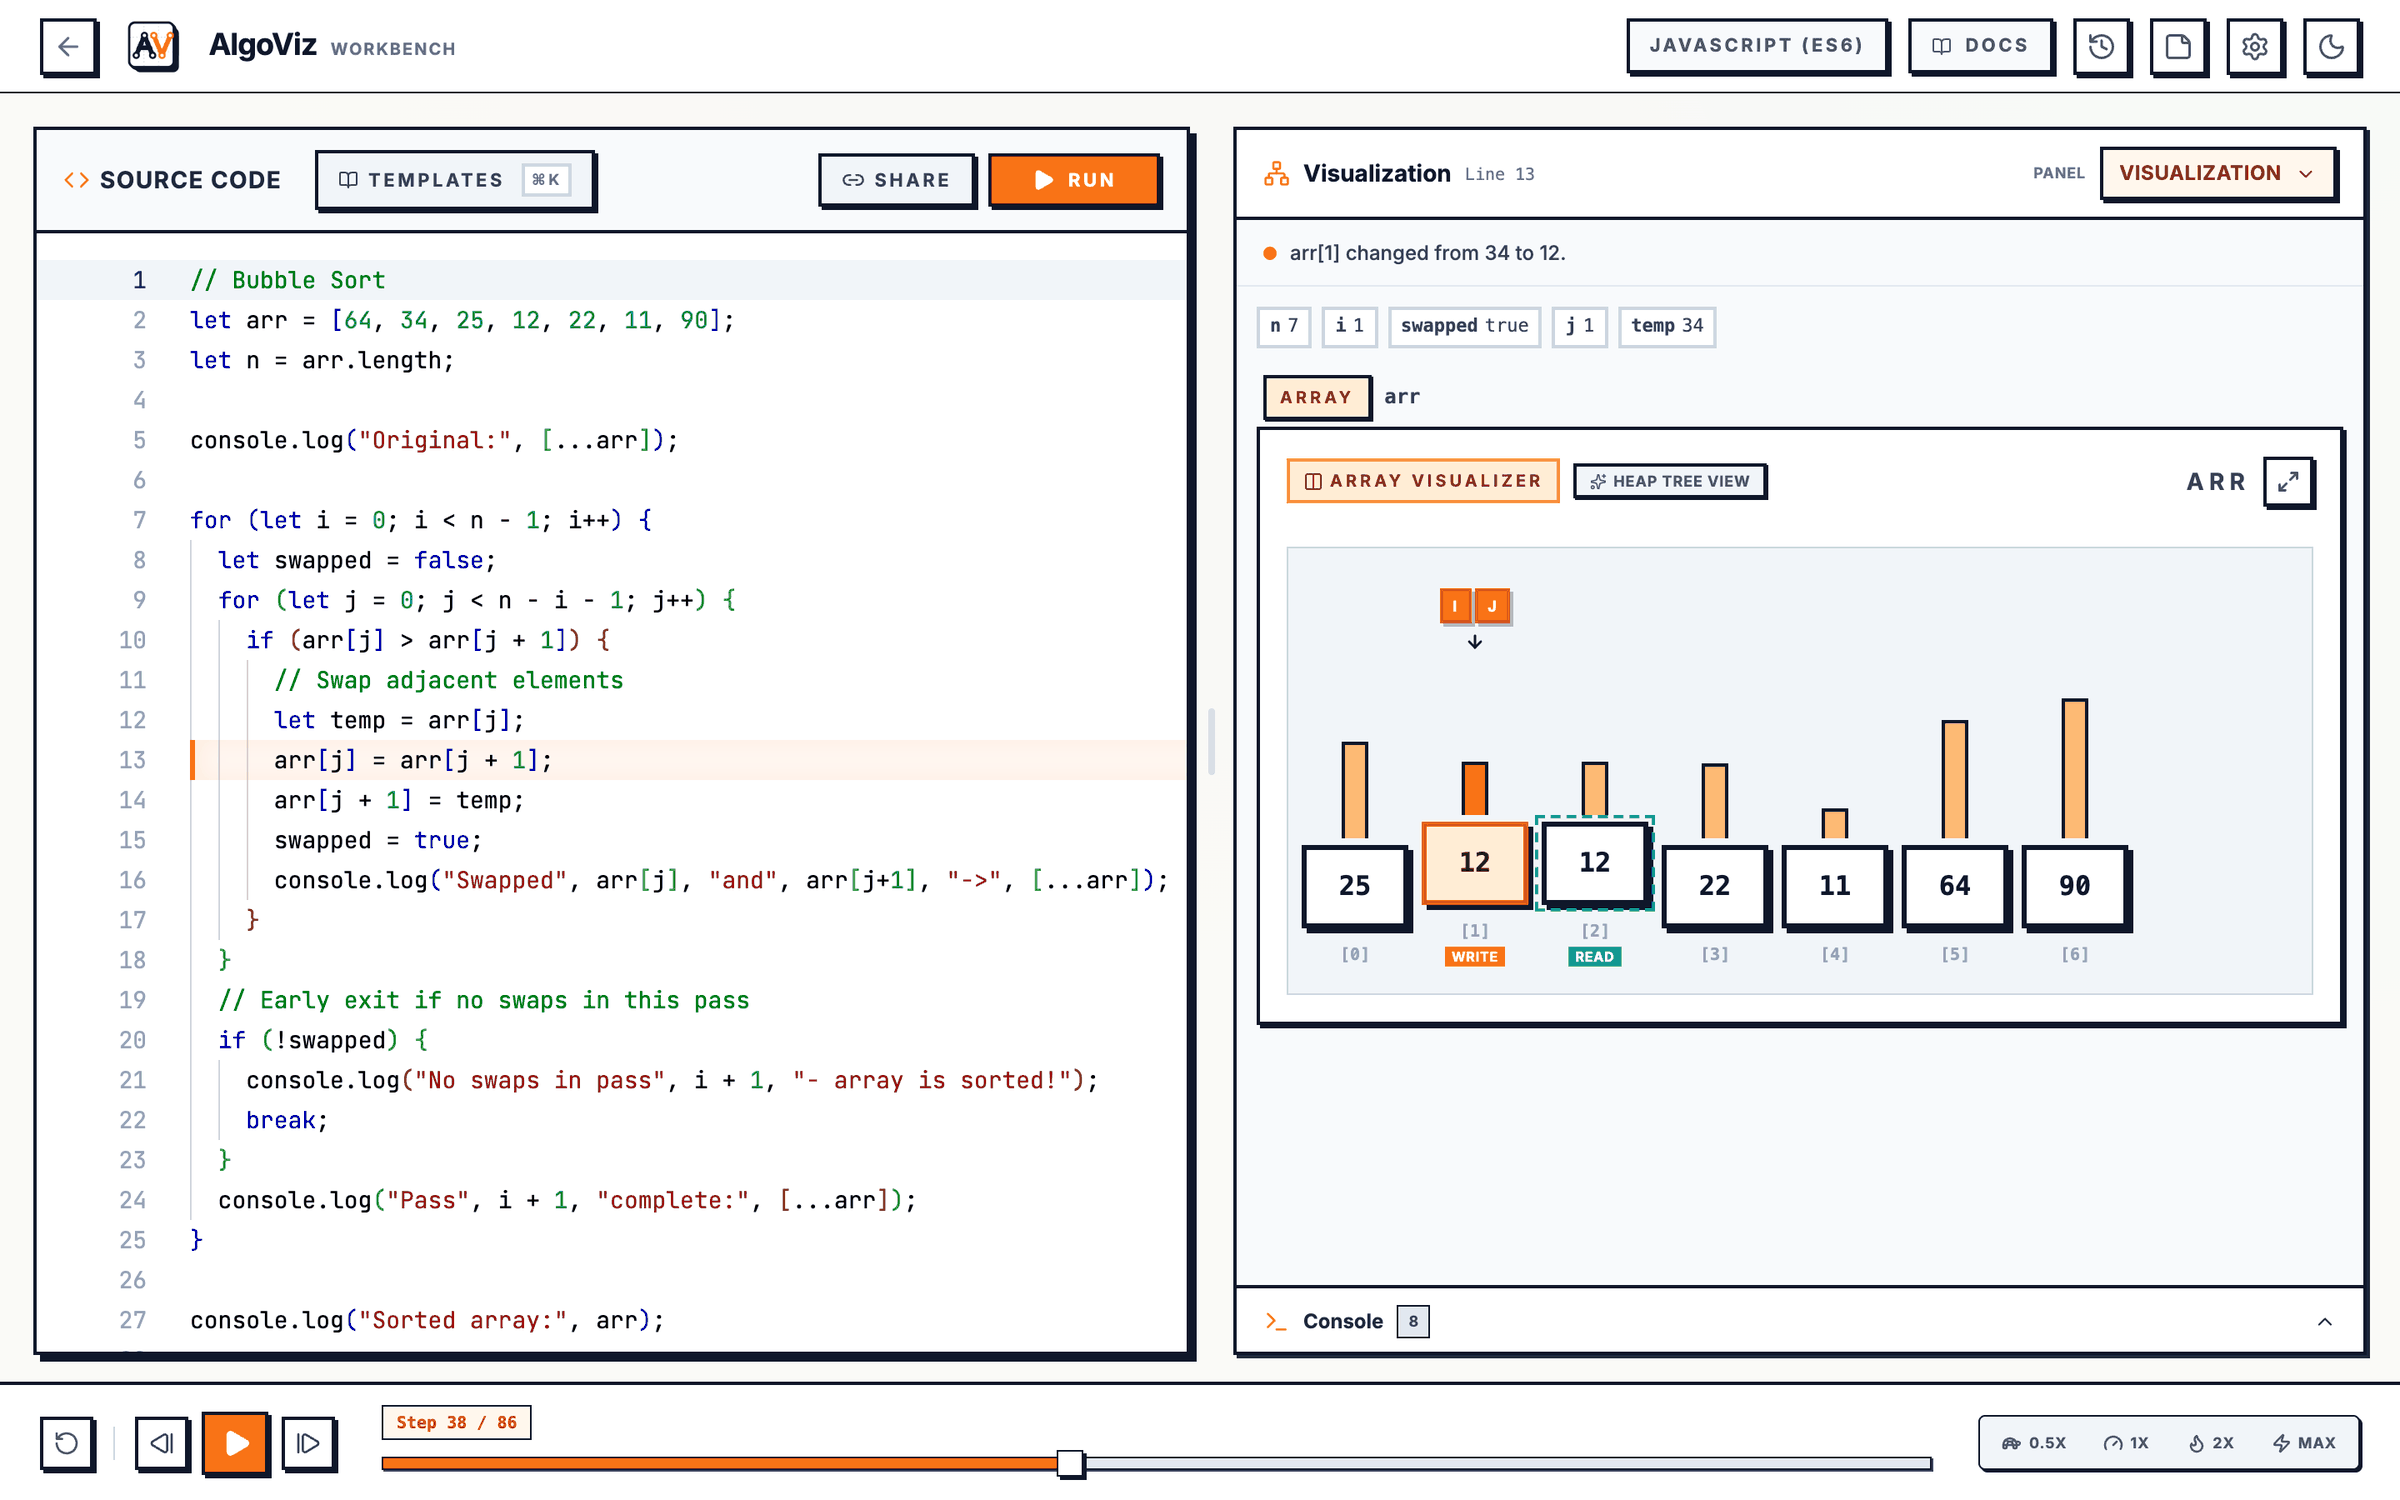 AV AlgoViz WORKBENCH
JAVASCRIPT (ES6) DOCS
SOURCE CODE TEMPLATES ⌘K SHARE RUN
1 // Bubble Sort
2 let arr = [64, 34, 25, 12, 22, 11, 90];
3 let n = arr.length;
4
5 console.log("Original:", [...arr]);
6
7 for (let i = 0; i < n - 1; i++) {
8 let swapped = false;
9 for (let j = 0; j < n - i - 1; j++) {
10 if (arr[j] > arr[j + 1]) {
11 // Swap adjacent elements
12 let temp = arr[j];
13 arr[j] = arr[j + 1];
14 arr[j + 1] = temp;
15 swapped = true;
16 console.log("Swapped", arr[j], "and", arr[j+1], "->", [...arr]);
17 }
18 }
19 // Early exit if no swaps in this pass
20 if (!swapped) {
21 console.log("No swaps in pass", i + 1, "- array is sorted!");
22 break;
23 }
24 console.log("Pass", i + 1, "complete:", [...arr]);
25 }
26
27 console.log("Sorted array:", arr);
Visualization Line 13 PANEL VISUALIZATION
arr[1] changed from 34 to 12.
n 7 i 1 swapped true j 1 temp 34
ARRAY arr
ARRAY VISUALIZER HEAP TREE VIEW ARR
I J
25 12 12 22 11 64 90
[0] [1] [2] [3] [4] [5] [6]
WRITE READ
Console 8
Step 38 / 86
0.5X 1X 2X MAX